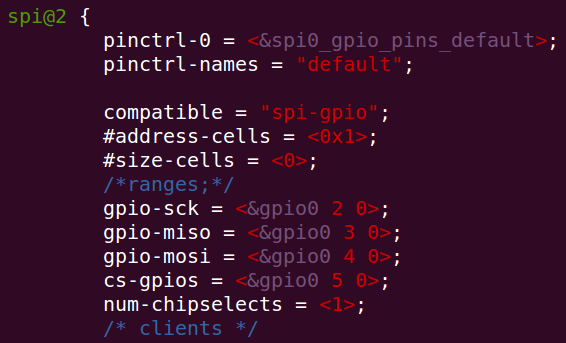 spi@2 {
pinctrl-0 = <&spi0_gpio_pins_default>;
pinctrl-names = "default";
compatible = "spi-gpio";
#address-cells = <0x1>;
#size-cells = <0>;
/*ranges;*/
gpio-sck = <&gpio0 2 0>;
gpio-miso = <&gpio0 3 0>;
gpio-mosi = <&gpio0 4 0>;
cs-gpios = <&gpio0 5 0>;
num-chipselects = <1>;
/* clients */